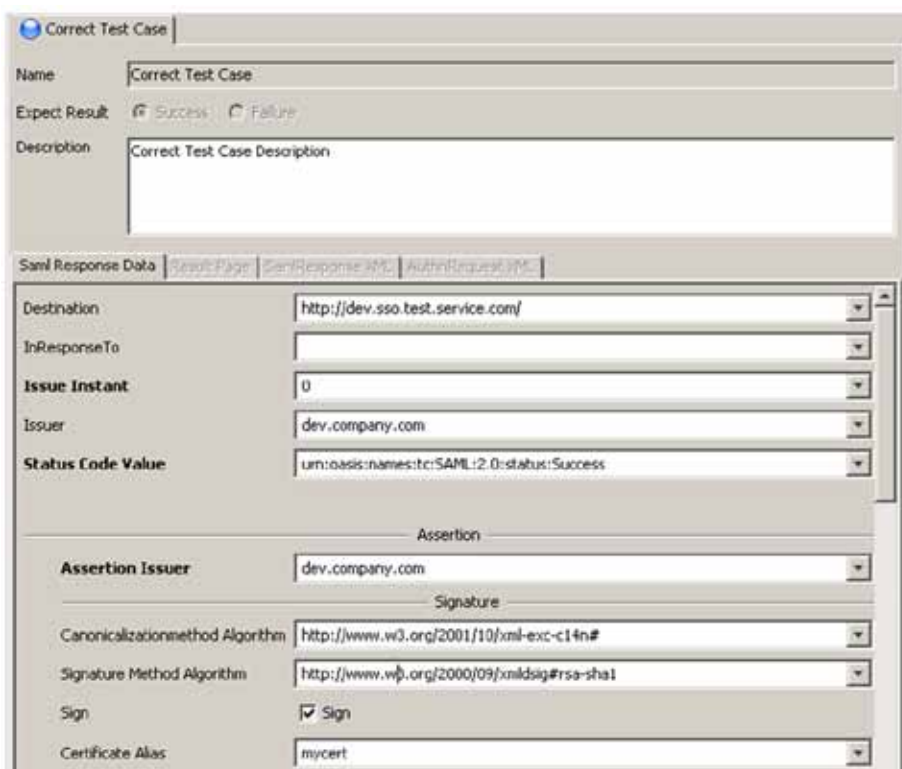 Correct Test Case
Name Correct Test Case
Expect Result Success Failure
Description Correct Test Case Description
Saml Response Data Result Page SamlResponse XML AuthnRequest XML
Destination http://dev.sso.test.service.com/
InResponseTo
Issue Instant 0
Issuer dev.company.com
Status Code Value urn:oasis:names:tc:SAML:2.0:status:Success
Assertion
Assertion Issuer dev.company.com
Signature
Canonicalizationmethod Algorithm http://www.w3.org/2001/10/xml-exc-c14n#
Signature Method Algorithm http://www.w3.org/2000/09/xmldsig#rsa-sha1
Sign Sign
Certificate Alias mycert